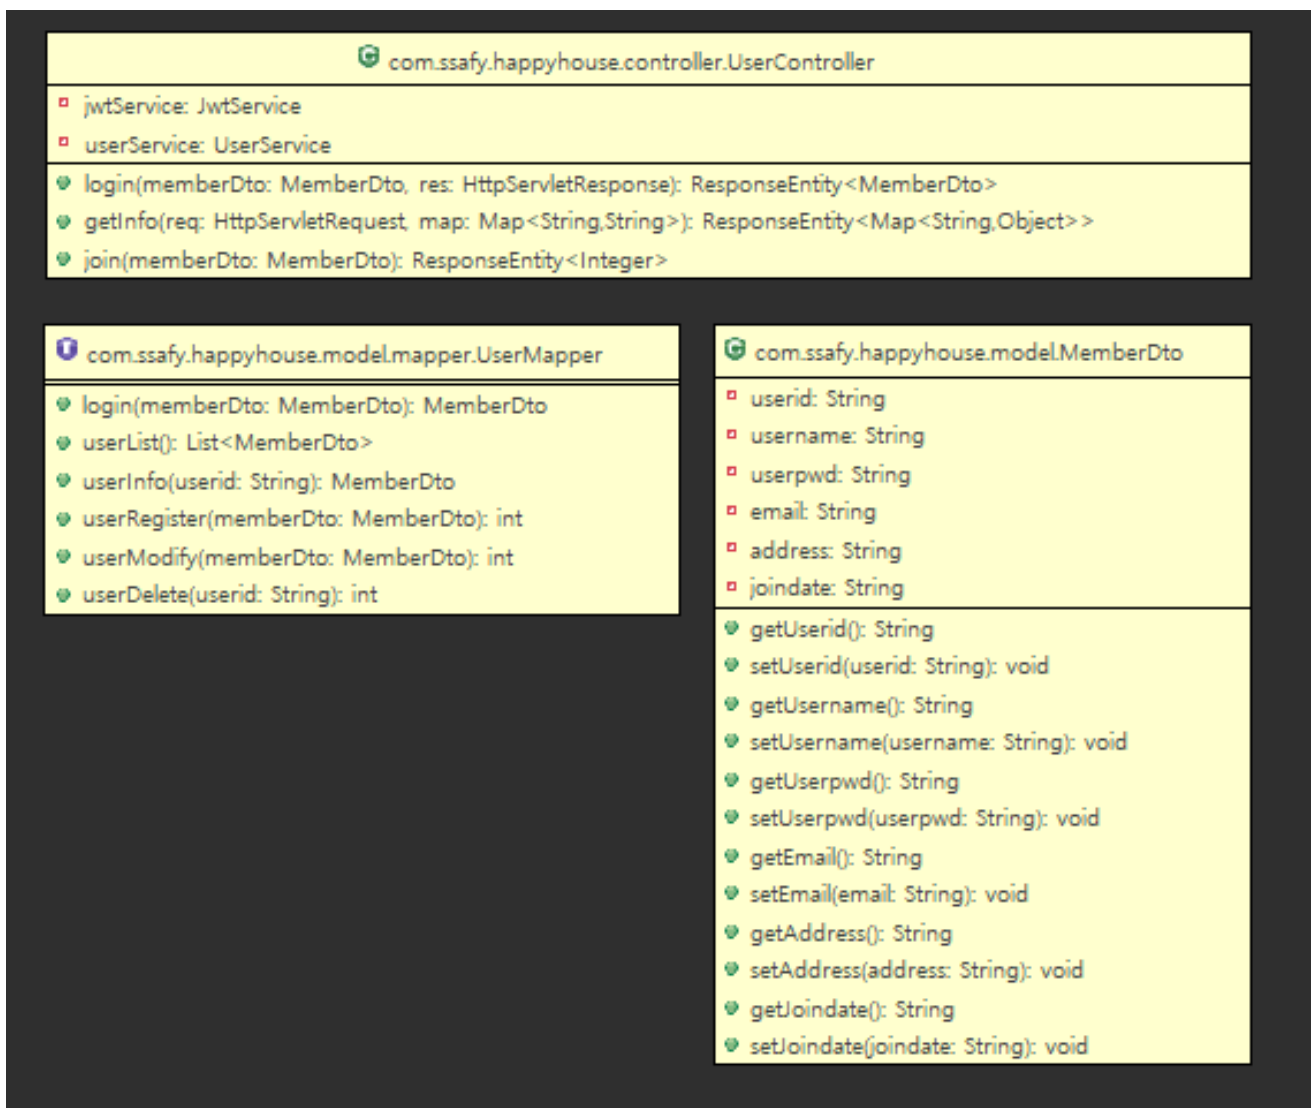 com.ssafy.happyhouse.controller.UserController
jwtService: JwtService
userService: UserService
login(memberDto: MemberDto, res: HttpServletResponse): ResponseEntity<MemberDto>
getInfo(req: HttpServletRequest, map: Map<String,String>): ResponseEntity<Map<String,Object>>
join(memberDto: MemberDto): ResponseEntity<Integer>
com.ssafy.happyhouse.model.mapper.UserMapper
login(memberDto: MemberDto): MemberDto
userList(): List<MemberDto>
userInfo(userid: String): MemberDto
userRegister(memberDto: MemberDto): int
userModify(memberDto: MemberDto): int
userDelete(userid: String): int
com.ssafy.happyhouse.model.MemberDto
userid: String
username: String
userpwd: String
email: String
address: String
joindate: String
getUserid(): String
setUserid(userid: String): void
getUsername(): String
setUsername(username: String): void
getUserpwd(): String
setUserpwd(userpwd: String): void
getEmail(): String
setEmail(email: String): void
getAddress(): String
setAddress(address: String): void
getJoindate(): String
setJoindate(joindate: String): void